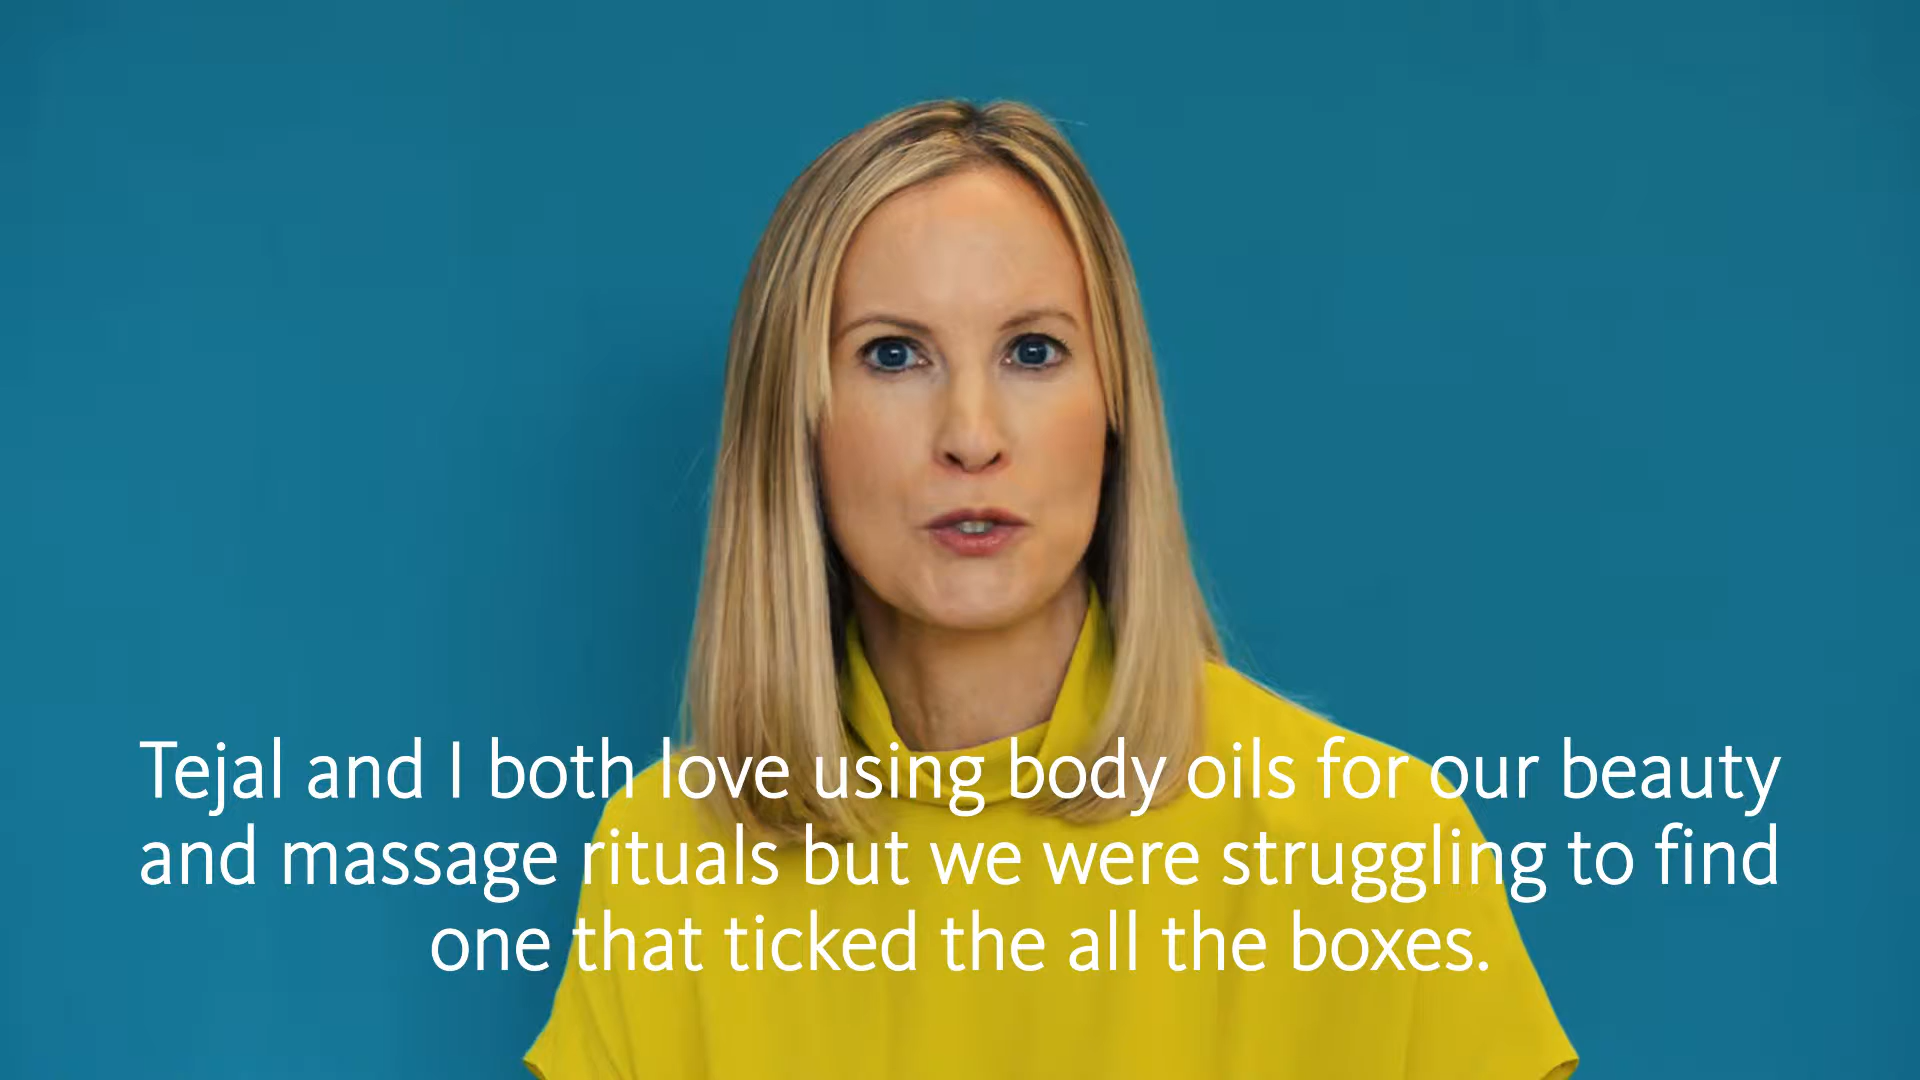 Tejal and I both love using body oils for our beauty
and massage rituals but we were struggling to find
one that ticked the all the boxes.